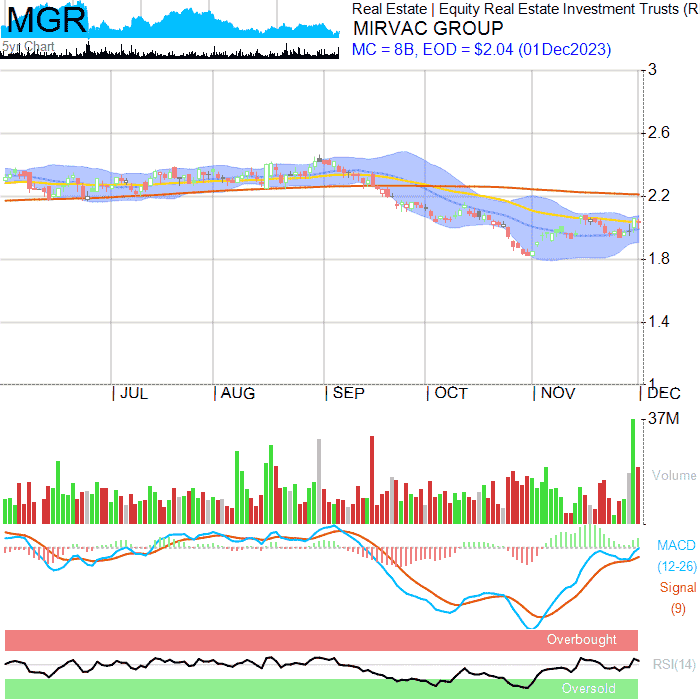 MGR
5yr Chart
Real Estate | Equity Real Estate Investment Trusts (R
MIRVAC GROUP
MC = 8B, EOD = $2.04 (01Dec2023)
3
2.6
2.2
1.8
1.4
1
JUL
AUG
SEP
OCT
NOV
DEC
37M
Volume
MACD
(12-26)
Signal
(9)
Overbought
RSI(14)
Oversold